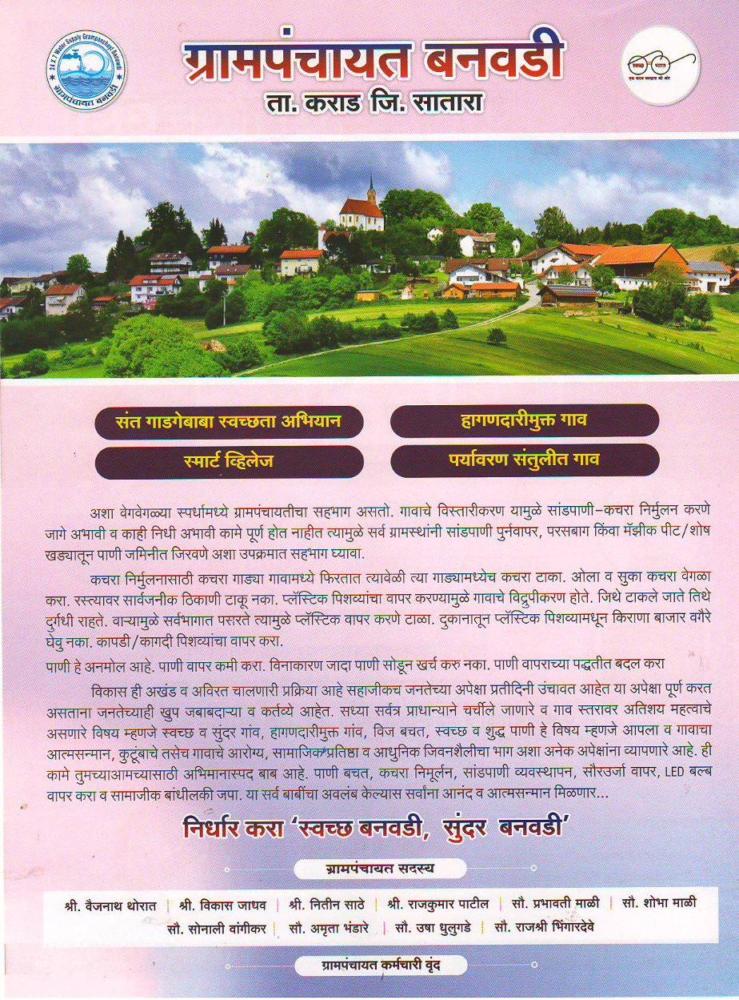 24 X 7 Water Supply Grampanchayt Banawdi
ग्रामपंचायत बनवडी
ग्रामपंचायत बनवडी
ता. कराड जि. सातारा
स्वच्छ भारत
एक कदम स्वच्छता की ओर
संत गाडगेबाबा स्वच्छता अभियान
हागणदारीमुक्त गाव
स्मार्ट व्हिलेज
पर्यावरण संतुलीत गाव
अशा वेगवेगळ्या स्पर्धामध्ये ग्रामपंचायतीचा सहभाग असतो. गावाचे विस्तारीकरण यामुळे सांडपाणी-कचरा निर्मुलन करणे
जागे अभावी व काही निधी अभावी कामे पूर्ण होत नाहीत त्यामुळे सर्व ग्रामस्थांनी सांडपाणी पुर्नवापर, परसबाग किंवा मॅझीक पीट/शोष
खड्यातून पाणी जमिनीत जिरवणे अशा उपक्रमात सहभाग घ्यावा.
कचरा निर्मुलनासाठी कचरा गाड्या गावामध्ये फिरतात त्यावेळी त्या गाड्यामध्येच कचरा टाका. ओला व सुका कचरा वेगळा
करा. रस्त्यावर सार्वजनीक ठिकाणी टाकू नका. प्लॅस्टिक पिशव्यांचा वापर करण्यामुळे गावाचे विद्रुपीकरण होते. जिथे टाकले जाते तिथे
दुर्गधी राहते. वाऱ्यामुळे सर्वभागात पसरते त्यामुळे प्लॅस्टिक वापर करणे टाळा. दुकानातून प्लॅस्टिक पिशव्यामधून किराणा बाजार वगैरे
घेवु नका. कापडी/कागदी पिशव्यांचा वापर करा.
पाणी हे अनमोल आहे. पाणी वापर कमी करा. विनाकारण जादा पाणी सोडून खर्च करु नका. पाणी वापराच्या पद्धतीत बदल करा
विकास ही अखंड व अविरत चालणारी प्रक्रिया आहे सहाजीकच जनतेच्या अपेक्षा प्रतीदिनी उंचावत आहेत या अपेक्षा पूर्ण करत
असताना जनतेच्याही खुप जबाबदाऱ्या व कर्तव्ये आहेत. सध्या सर्वत्र प्राधान्याने चर्चीले जाणारे व गाव स्तरावर अतिशय महत्वाचे
असणारे विषय म्हणजे स्वच्छ व सुंदर गांव, हागणदारीमुक्त गांव, विज बचत, स्वच्छ व शुद्ध पाणी हे विषय म्हणजे आपला व गावाचा
आत्मसन्मान, कुटूंबाचे तसेच गावाचे आरोग्य, सामाजिक प्रतिष्ठा व आधुनिक जिवनशैलीचा भाग अशा अनेक अपेक्षांना व्यापणारे आहे. ही
कामे तुमच्याआमच्यासाठी अभिमानास्पद बाब आहे. पाणी बचत, कचरा निमूर्लन, सांडपाणी व्यवस्थापन, सौरउर्जा वापर, LED बल्ब
वापर करा व सामाजीक बांधीलकी जपा. या सर्व बाबींचा अवलंब केल्यास सर्वांना आनंद व आत्मसन्मान मिळणार...
निर्धार करा ‘स्वच्छ बनवडी, सुंदर बनवडी’
ग्रामपंचायत सदस्य
श्री. वैजनाथ थोरात | श्री. विकास जाधव | श्री. नितीन साठे | श्री. राजकुमार पाटील | सौ. प्रभावती माळी | सौ. शोभा माळी
सौ. सोनाली वांगीकर | सौ. अमृता भंडारे | सौ. उषा धुलुगडे | सौ. राजश्री भिंगारदेवे
ग्रामपंचायत कर्मचारी वृंद